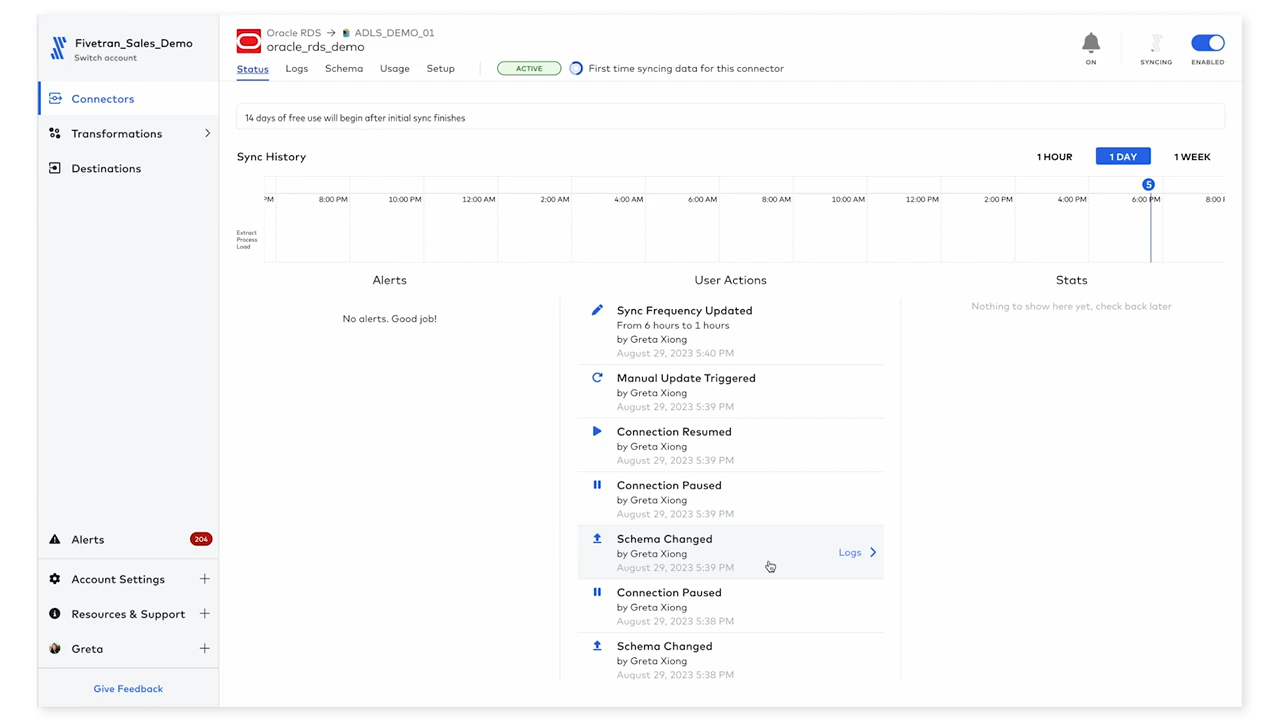 Fivetran_Sales_Demo
Switch account
Connectors
Transformations
Destinations
Alerts
204
Account Settings
Resources & Support
Greta
Give Feedback
Oracle RDS → ADLS_DEMO_01
oracle_rds_demo
Status Logs Schema Usage Setup
ACTIVE First time syncing data for this connector
ON
SYNCING
ENABLED
14 days of free use will begin after initial sync finishes
Sync History
1 HOUR 1 DAY 1 WEEK
5
PM 8:00 PM 10:00 PM 12:00 AM 2:00 AM 4:00 AM 6:00 AM 8:00 AM 10:00 AM 12:00 PM 2:00 PM 4:00 PM 6:00 PM 8:00 P
Extract
Process
Load
Alerts
No alerts. Good job!
User Actions
Sync Frequency Updated
From 6 hours to 1 hours
by Greta Xiong
August 29, 2023 5:40 PM
Manual Update Triggered
by Greta Xiong
August 29, 2023 5:39 PM
Connection Resumed
by Greta Xiong
August 29, 2023 5:39 PM
Connection Paused
by Greta Xiong
August 29, 2023 5:39 PM
Schema Changed
by Greta Xiong
August 29, 2023 5:39 PM
Logs
Connection Paused
by Greta Xiong
August 29, 2023 5:38 PM
Schema Changed
by Greta Xiong
August 29, 2023 5:38 PM
Stats
Nothing to show here yet, check back later